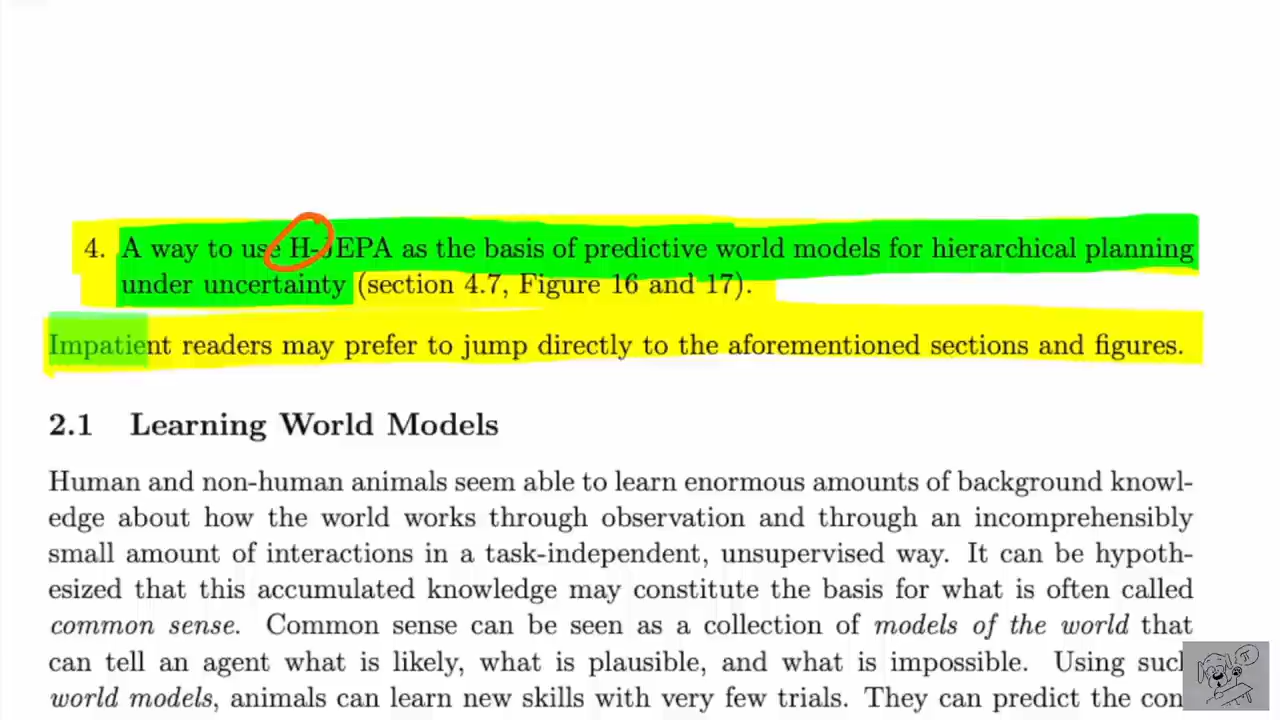 4. A way to use H-JEPA as the basis of predictive world models for hierarchical planning
under uncertainty (section 4.7, Figure 16 and 17).
Impatient readers may prefer to jump directly to the aforementioned sections and figures.
2.1 Learning World Models
Human and non-human animals seem able to learn enormous amounts of background knowl-
edge about how the world works through observation and through an incomprehensibly
small amount of interactions in a task-independent, unsupervised way. It can be hypoth-
esized that this accumulated knowledge may constitute the basis for what is often called
common sense. Common sense can be seen as a collection of models of the world that
can tell an agent what is likely, what is plausible, and what is impossible. Using such
world models, animals can learn new skills with very few trials. They can predict the con